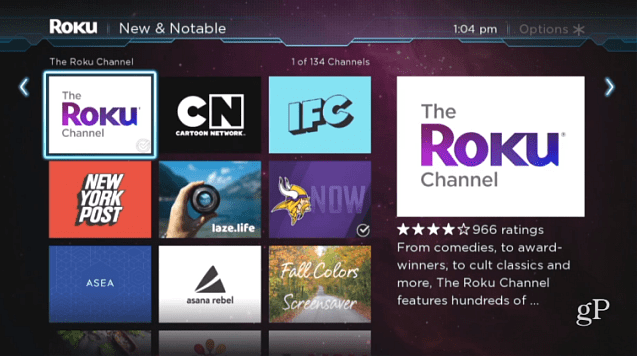 Roku | New & Notable
1:04 pm | Options
The Roku Channel
1 of 134 Channels
The
Roku
Channel
CN
CARTOON NETWORK.
IFC
The
Roku®
Channel
NEW
YORK
POST
laze.life
NOW
966 ratings
From comedies, to award-
winners, to cult classics and
more, The Roku Channel
features hundreds of ...
ASEA
asana rebel
Fall Colors
Screensaver
gP